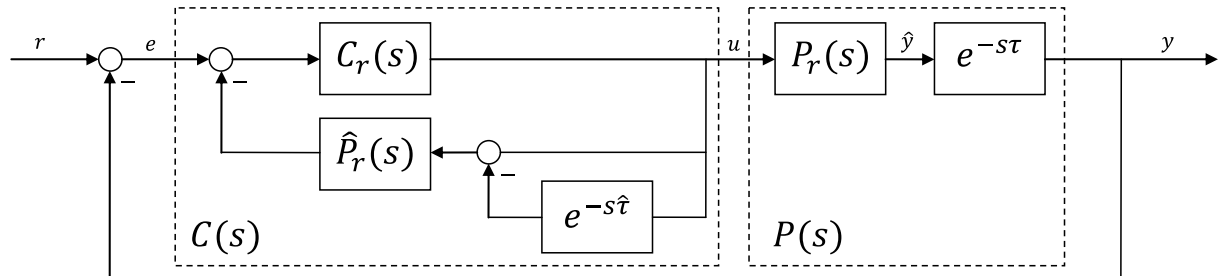 r
e
−
−
C_r(s)
u
P_r(s)
ŷ
e^{−sτ}
y
P̂_r(s)
−
e^{−sτ̂}
C(s)
P(s)